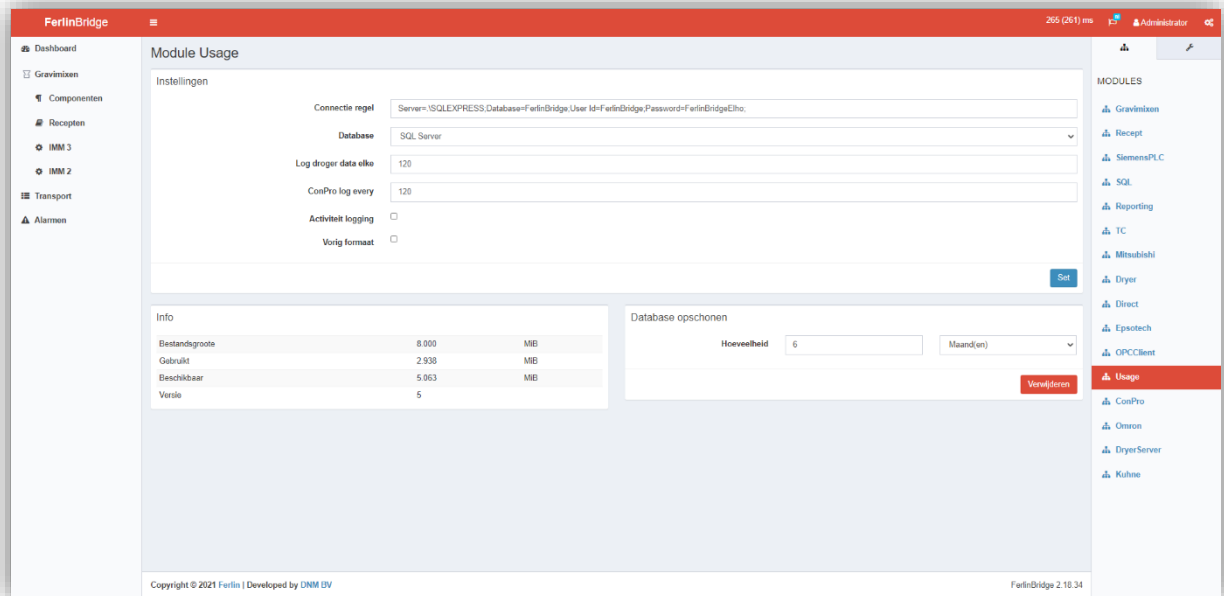 FerlinBridge
265 (261) ms
Administrator
Dashboard
Gravimixen
Componenten
Recepten
IMM 3
IMM 2
Transport
Alarmen
Module Usage
Instellingen
Connectie regel Server=.\SQLEXPRESS;Database=FerlinBridge;User Id=FerlinBridge;Password=FerlinBridgeElho;
Database SQL Server
Log droger data elke 120
ConPro log every 120
Activiteit logging
Vorig formaat
Set
Info
Bestandsgroote 8.000 MiB
Gebruikt 2.938 MiB
Beschikbaar 5.063 MiB
Versie 5
Database opschonen
Hoeveelheid 6 Maand(en)
Verwijderen
MODULES
Gravimixen
Recept
SiemensPLC
SQL
Reporting
TC
Mitsubishi
Dryer
Direct
Epsotech
OPCClient
Usage
ConPro
Omron
DryerServer
Kuhne
Copyright © 2021 Ferlin | Developed by DNM BV
FerlinBridge 2.18.34